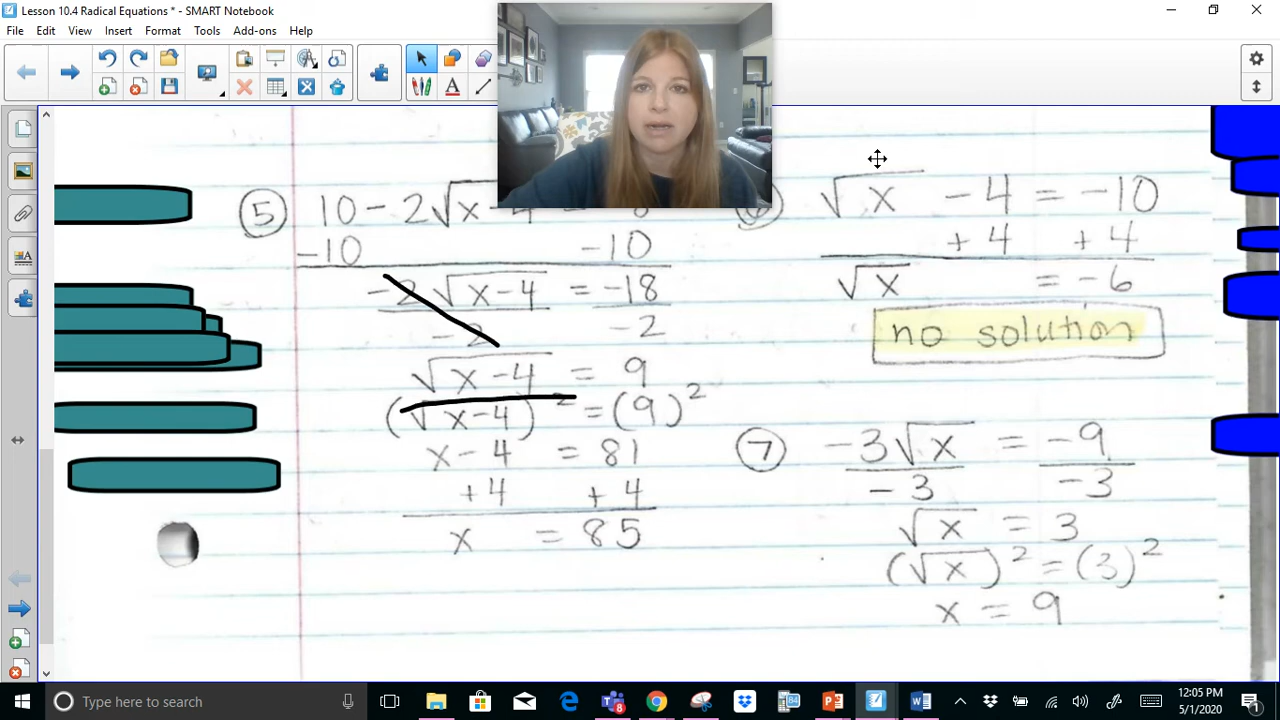 Lesson 10.4 Radical Equations * - SMART Notebook
File Edit View Insert Format Tools Add-ons Help
5 10 - 2√x-4 = 
-10 -10
-2√x-4 = -18
-2 -2
√x-4 = 9
(√x-4)² = (9)²
x-4 = 81
+4 +4
x = 85
6 √x - 4 = -10
+4 +4
√x = -6
no solution
7 -3√x = -9
-3 -3
√x = 3
(√x)² = (3)²
x = 9
Type here to search
12:05 PM
5/1/2020